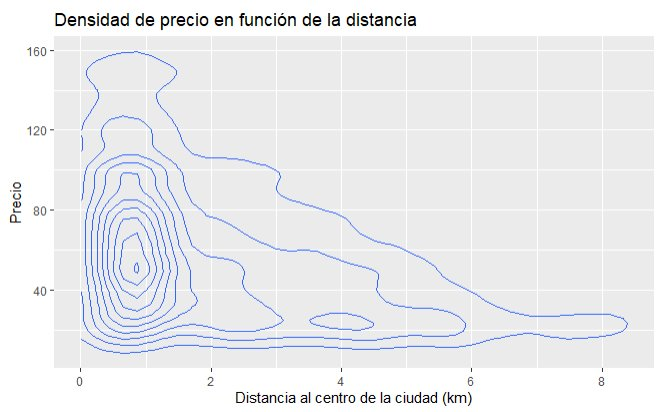 Densidad de precio en función de la distancia
160
120
80
40
Precio
0 2 4 6 8
Distancia al centro de la ciudad (km)